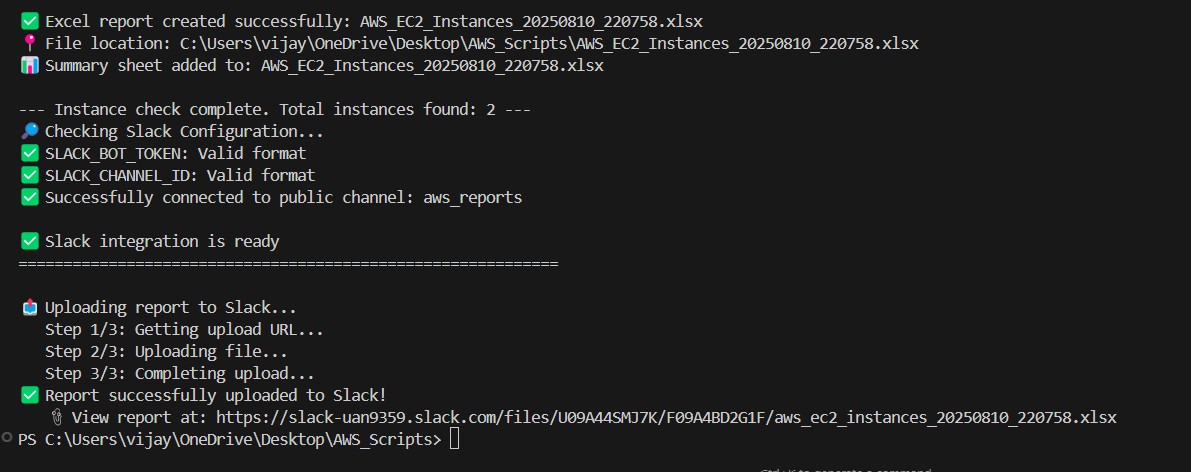 ✅ Excel report created successfully: AWS_EC2_Instances_20250810_220758.xlsx
📍 File location: C:\Users\vijay\OneDrive\Desktop\AWS_Scripts\AWS_EC2_Instances_20250810_220758.xlsx
📊 Summary sheet added to: AWS_EC2_Instances_20250810_220758.xlsx
--- Instance check complete. Total instances found: 2 ---
🔎 Checking Slack Configuration...
✅ SLACK_BOT_TOKEN: Valid format
✅ SLACK_CHANNEL_ID: Valid format
✅ Successfully connected to public channel: aws_reports
✅ Slack integration is ready
============================================================
📤 Uploading report to Slack...
Step 1/3: Getting upload URL...
Step 2/3: Uploading file...
Step 3/3: Completing upload...
✅ Report successfully uploaded to Slack!
📎 View report at: https://slack-uan9359.slack.com/files/U09A44SMJ7K/F09A4BD2G1F/aws_ec2_instances_20250810_220758.xlsx
PS C:\Users\vijay\OneDrive\Desktop\AWS_Scripts>